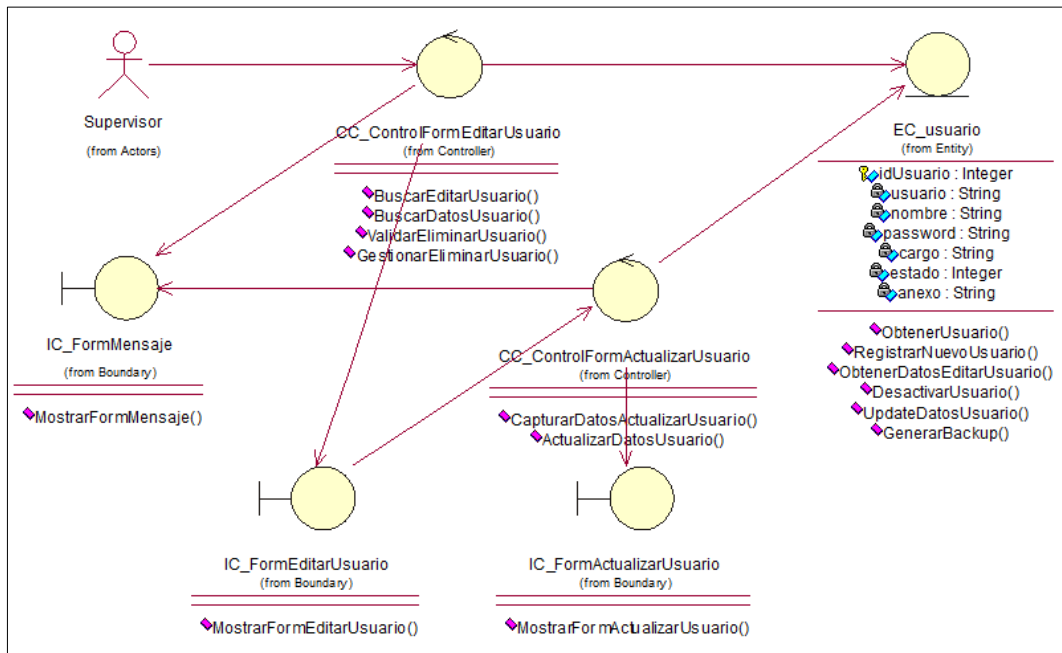 Supervisor
(from Actors)
CC_ControlFormEditarUsuario
(from Controller)
BuscarEditarUsuario()
BuscarDatosUsuario()
ValidarEliminarUsuario()
GestionarEliminarUsuario()
EC_usuario
(from Entity)
idUsuario : Integer
usuario : String
nombre : String
password : String
cargo : String
estado : Integer
anexo : String
ObtenerUsuario()
RegistrarNuevoUsuario()
ObtenerDatosEditarUsuario()
DesactivarUsuario()
UpdateDatosUsuario()
GenerarBackup()
IC_FormMensaje
(from Boundary)
MostrarFormMensaje()
CC_ControlFormActualizarUsuario
(from Controller)
CapturarDatosActualizarUsuario()
ActualizarDatosUsuario()
IC_FormEditarUsuario
(from Boundary)
MostrarFormEditarUsuario()
IC_FormActualizarUsuario
(from Boundary)
MostrarFormActualizarUsuario()